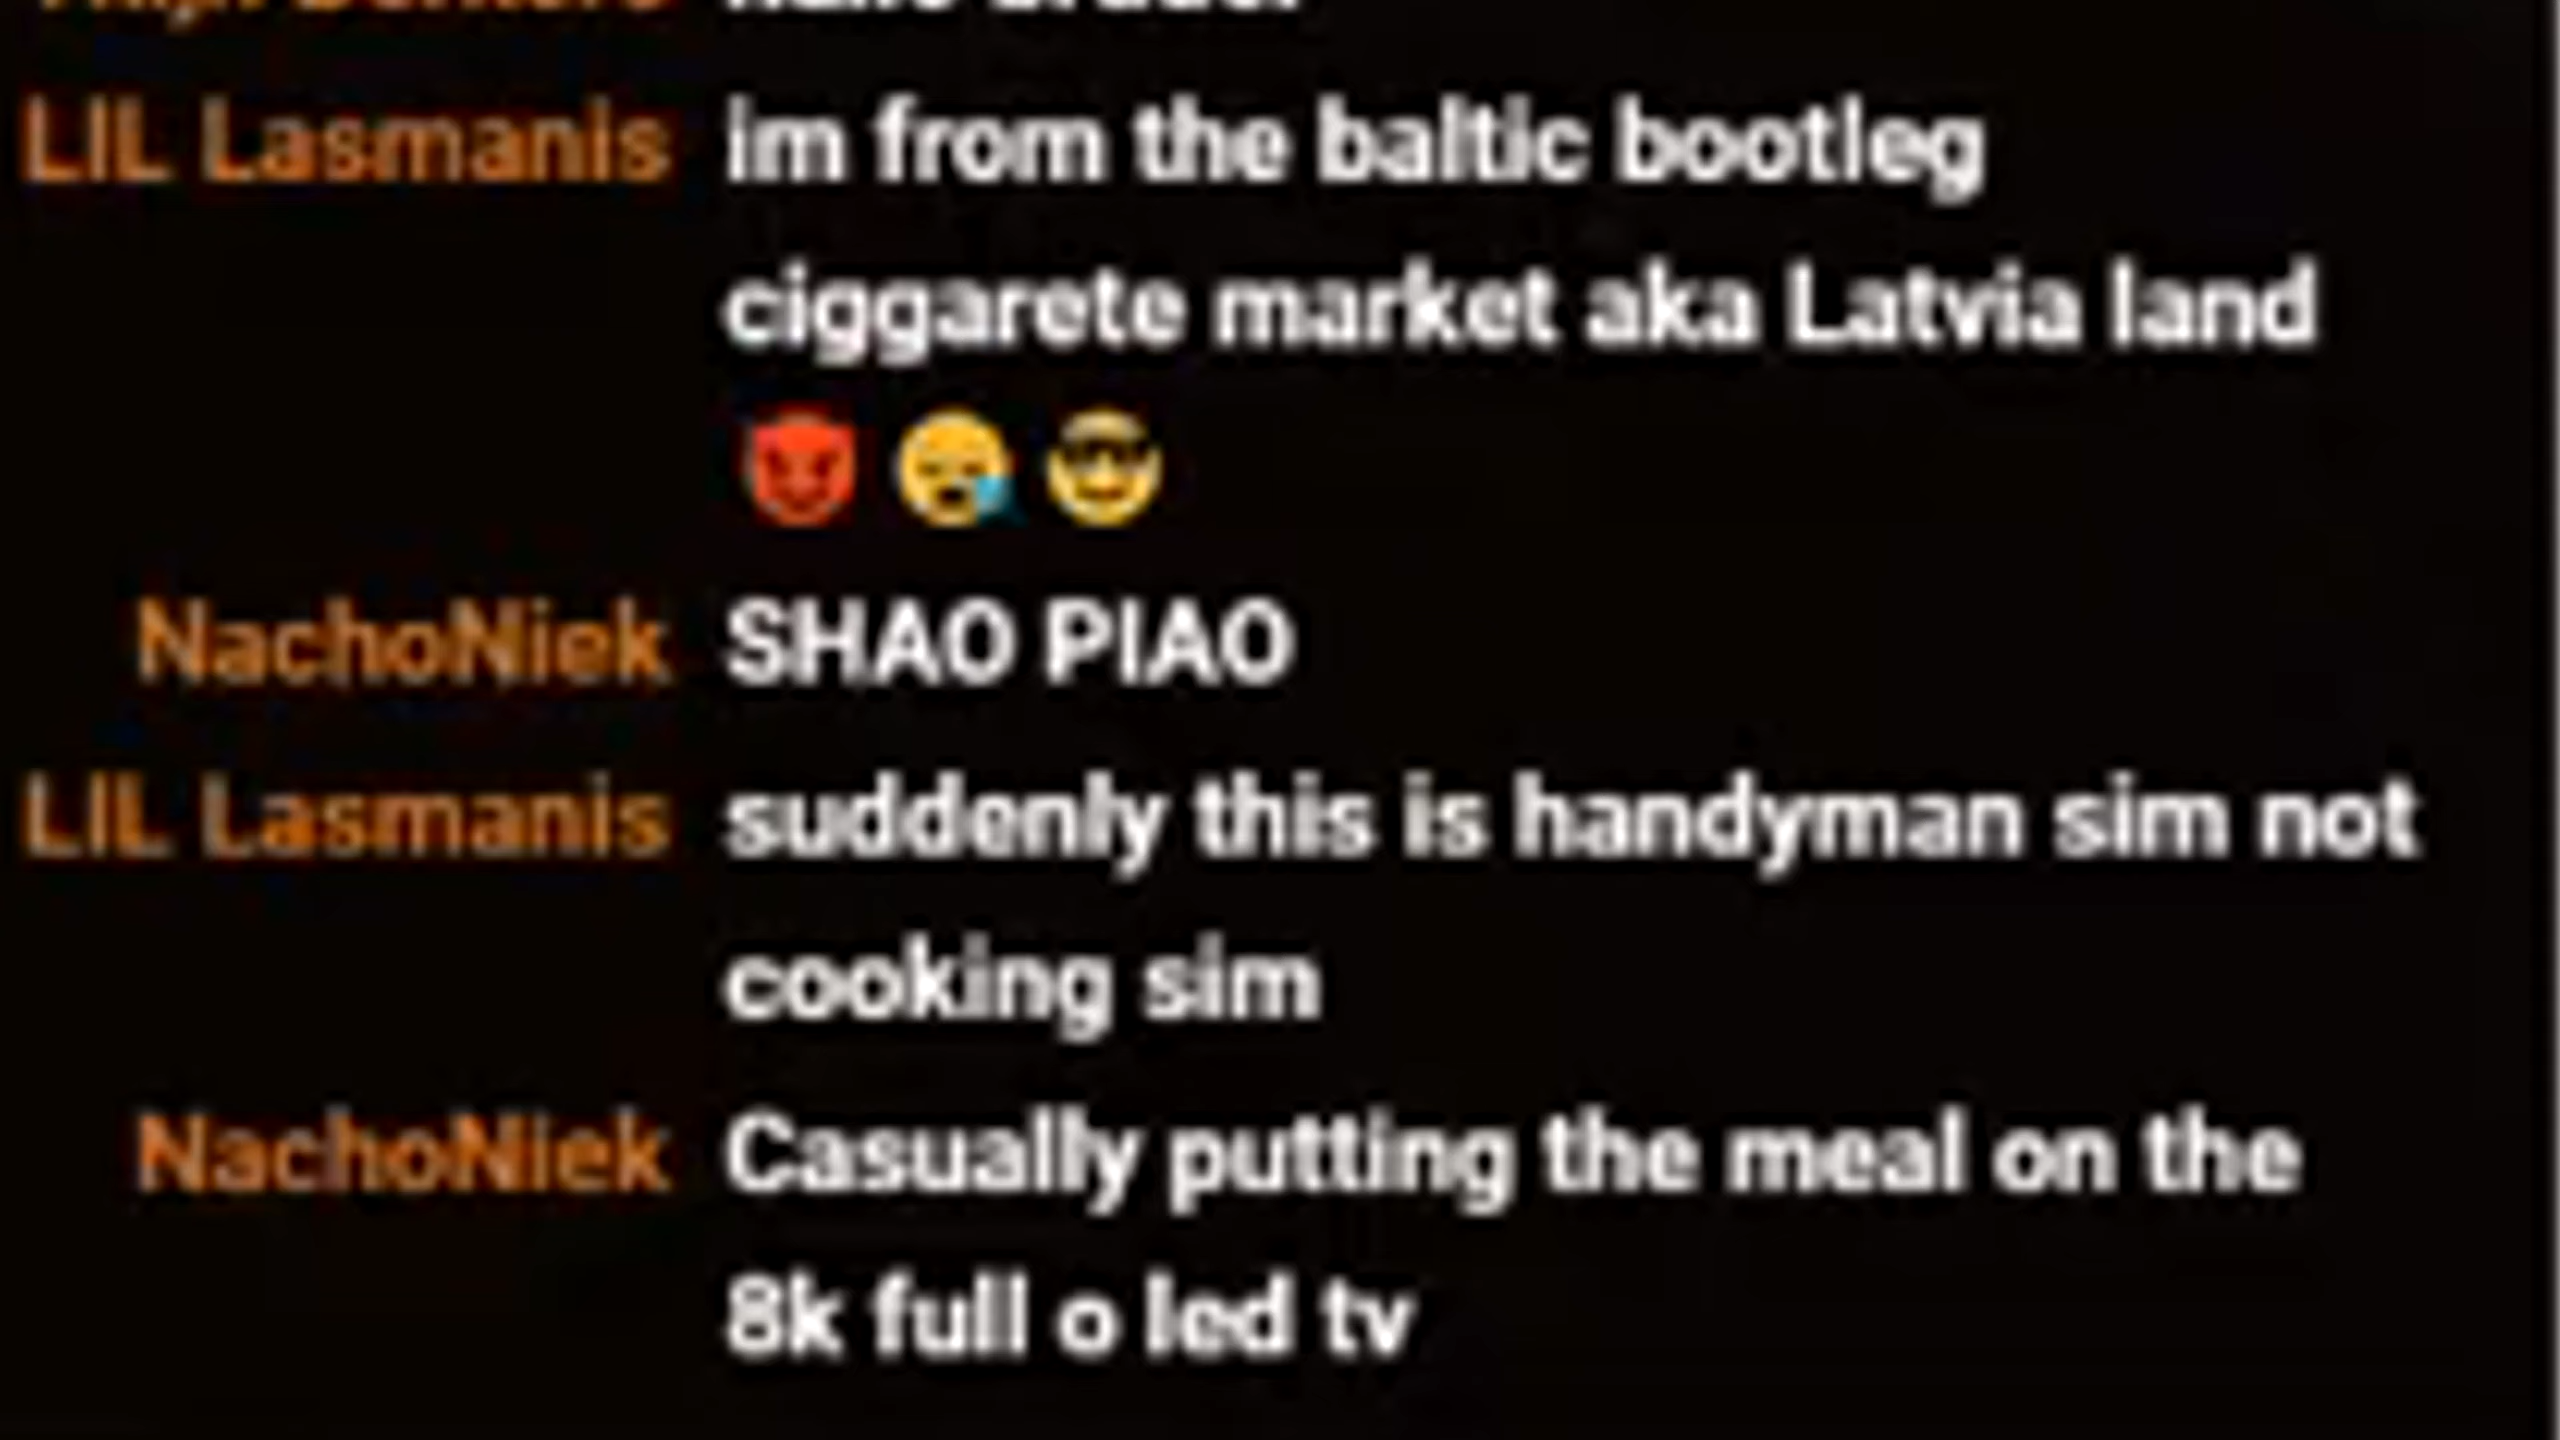 LIL Lasmanis im from the baltic bootleg
ciggarete market aka Latvia land
😈 😪 😎
NachoNiek SHAO PIAO
LIL Lasmanis suddenly this is handyman sim not
cooking sim
NachoNiek Casually putting the meal on the
8k full o led tv